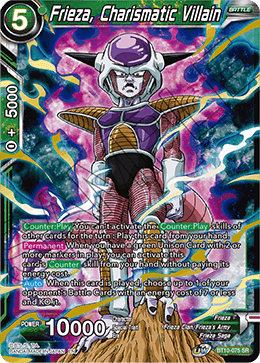 BATTLE
5
Frieza, Charismatic Villain
0 + 5000
Counter:Play You can't activate the Counter:Play skills of
other cards for the turn : Play this card from your hand.
Permanent When you have a green Unison Card with 2 or
more markers in play, you can activate this
card's Counter skill from your hand without paying its
energy cost.
Auto When this card is played, choose up to 1 of your
opponent's Battle Cards with an energy cost of 7 or less
and KO it.
POWER
10000
Special Trait
Frieza
Frieza Clan/Frieza's Army
Frieza Saga
BT10-075 SR